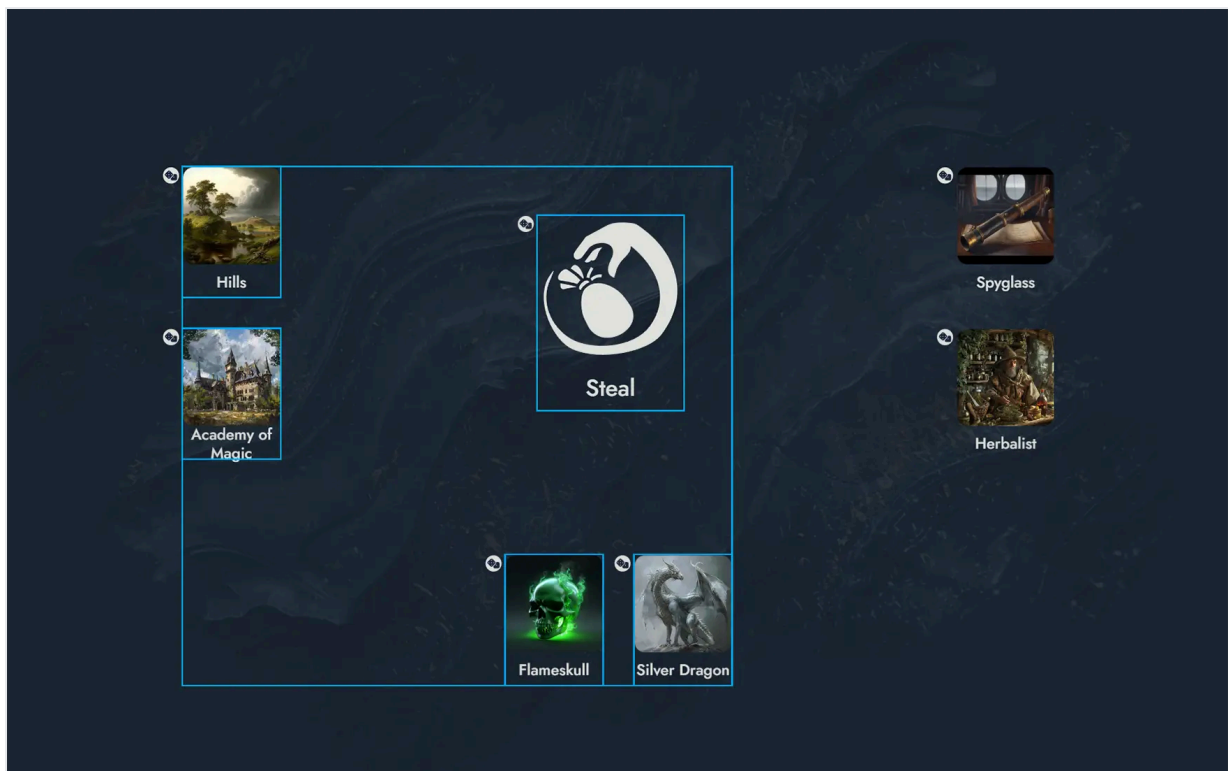 Hills
Spyglass
Steal
Academy of
Magic
Herbalist
Flameskull
Silver Dragon